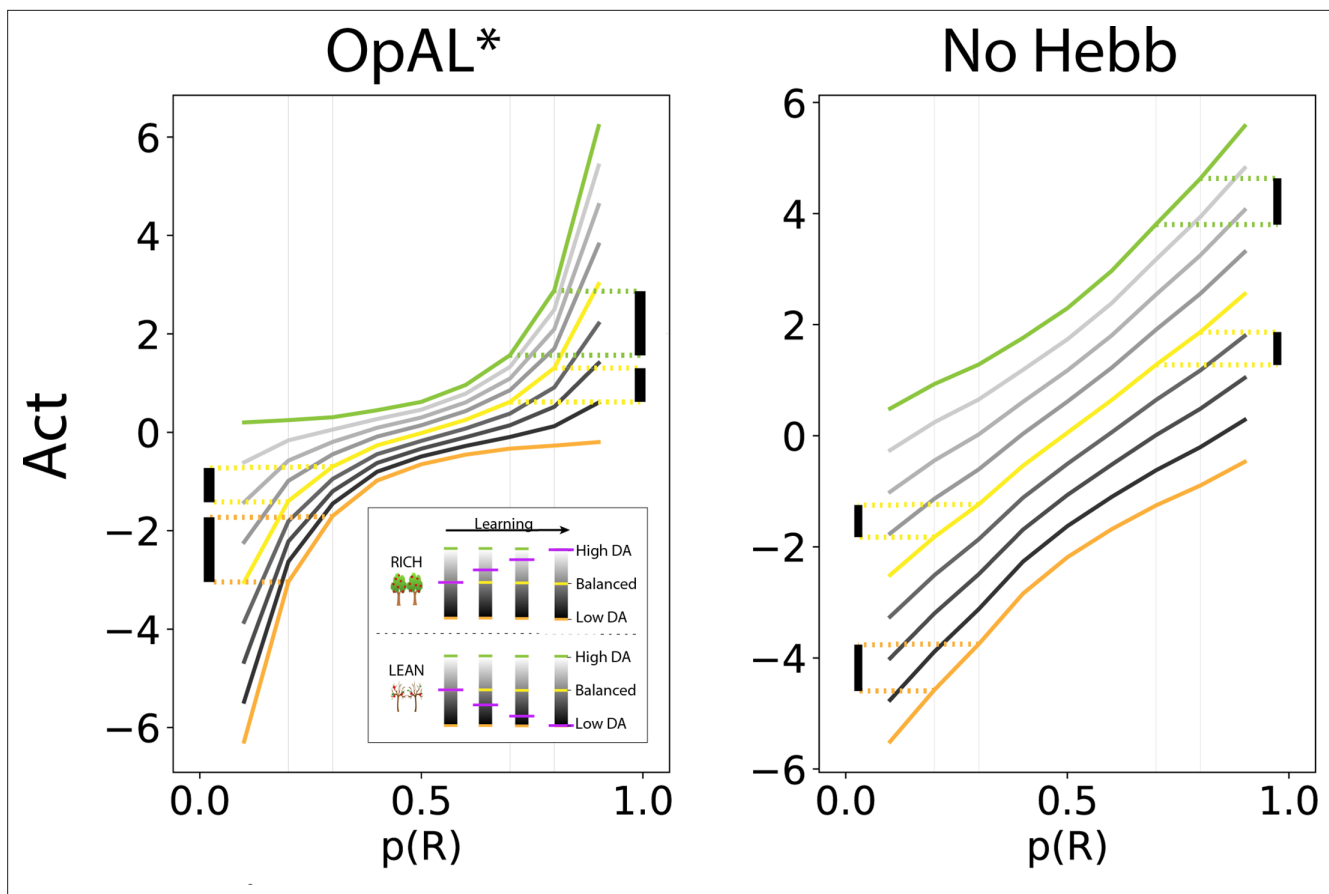 OpAL*
No Hebb
Act
6
4
2
0
−2
−4
−6
0.0
0.5
1.0
p(R)
Learning
RICH
High DA
Balanced
Low DA
LEAN
High DA
Balanced
Low DA
6
4
2
0
−2
−4
−6
0.0
0.5
1.0
p(R)